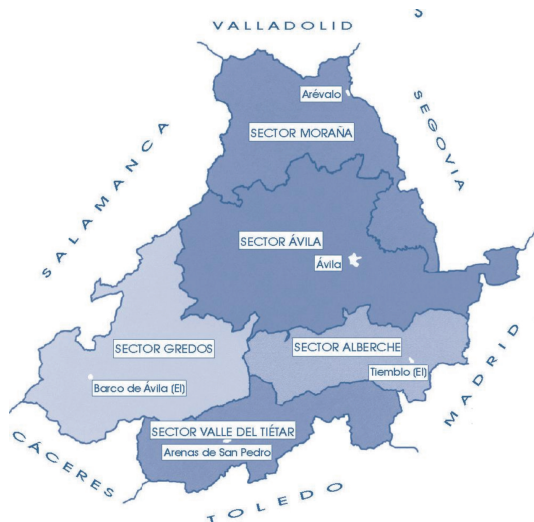 VALLADOLID
S
Arévalo
SEGOVIA
SECTOR MORAÑA
SALAMANCA
SECTOR ÁVILA
Ávila
SECTOR GREDOS
SECTOR ALBERCHE
Tiemblo (El)
MADRID
Barco de Ávila (El)
SECTOR VALLE DEL TIÉTAR
Arenas de San Pedro
CÁCERES
TOLEDO